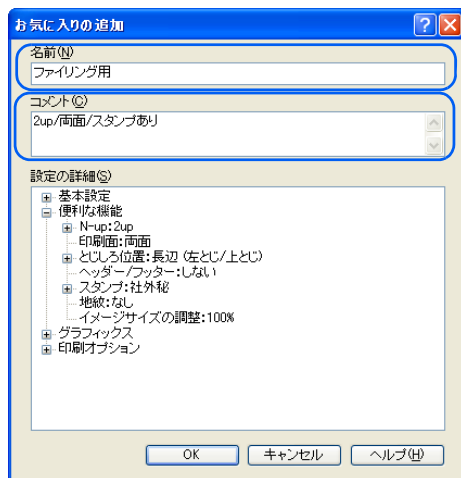 お気に入りの追加
名前(N)
ファイリング用
コメント(C)
2up/両面/スタンプあり
設定の詳細(S)
基本設定
便利な機能
N-up:2up
印刷面:両面
とじしろ位置:長辺 (左とじ/上とじ)
ヘッダー/フッター:しない
スタンプ:社外秘
地紋:なし
イメージサイズの調整:100%
グラフィックス
印刷オプション
OK キャンセル ヘルプ(H)